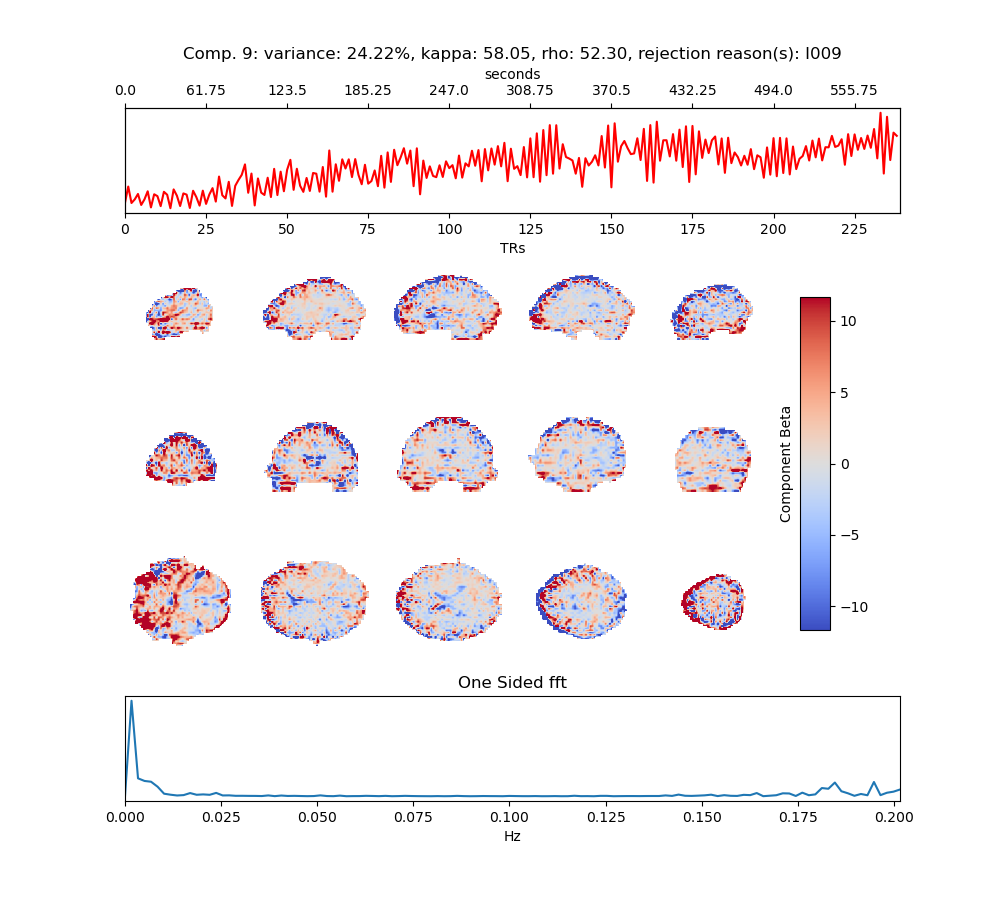 Comp. 9: variance: 24.22%, kappa: 58.05, rho: 52.30, rejection reason(s): I009
seconds
0.0 61.75 123.5 185.25 247.0 308.75 370.5 432.25 494.0 555.75
0 25 50 75 100 125 150 175 200 225
TRs
10
5
0
−5
−10
Component Beta
One Sided fft
0.000 0.025 0.050 0.075 0.100 0.125 0.150 0.175 0.200
Hz